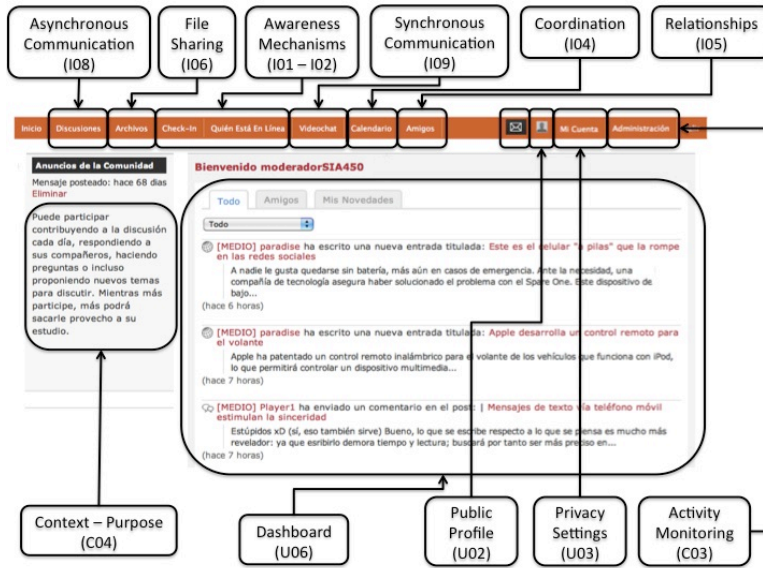 Asynchronous
Communication
(I08)
File
Sharing
(I06)
Awareness
Mechanisms
(I01 – I02)
Synchronous
Communication
(I09)
Coordination
(I04)
Relationships
(I05)
Inicio Discusiones Archivos Check-In Quién Está En Línea Videochat Calendario Amigos Mi Cuenta Administración
Anuncios de la Comunidad
Mensaje posteado: hace 68 dias
Eliminar
Puede participar
contribuyendo a la discusión
cada día, respondiendo a
sus compañeros, haciendo
preguntas o incluso
proponiendo nuevos temas
para discutir. Mientras más
participe, más podrá
sacarle provecho a su
estudio.
Bienvenido moderadorSIA450
Todo Amigos Mis Novedades
Todo
[MEDIO] paradise ha escrito una nueva entrada titulada: Este es el celular "a pilas" que la rompe
en las redes sociales
A nadie le gusta quedarse sin batería, más aún en casos de emergencia. Ante la necesidad, una
compañía de tecnología asegura haber solucionado el problema con el Spare One. Este dispositivo de
bajo...
(hace 6 horas)
[MEDIO] paradise ha escrito una nueva entrada titulada: Apple desarrolla un control remoto para
el volante
Apple ha patentado un control remoto inalámbrico para el volante de los vehículos que funciona con iPod,
lo que permitirá controlar un dispositivo multimedia...
(hace 7 horas)
[MEDIO] Player1 ha enviado un comentario en el post: | Mensajes de texto vía teléfono móvil
estimulan la sinceridad
Estúpidos xD (sí, eso también sirve) Bueno, lo que se escribe respecto a lo que se piensa es mucho más
revelador: ya que esribirlo demora tiempo y lectura; buscará por tanto ser más preciso en...
(hace 7 horas)
Context – Purpose
(C04)
Dashboard
(U06)
Public
Profile
(U02)
Privacy
Settings
(U03)
Activity
Monitoring
(C03)